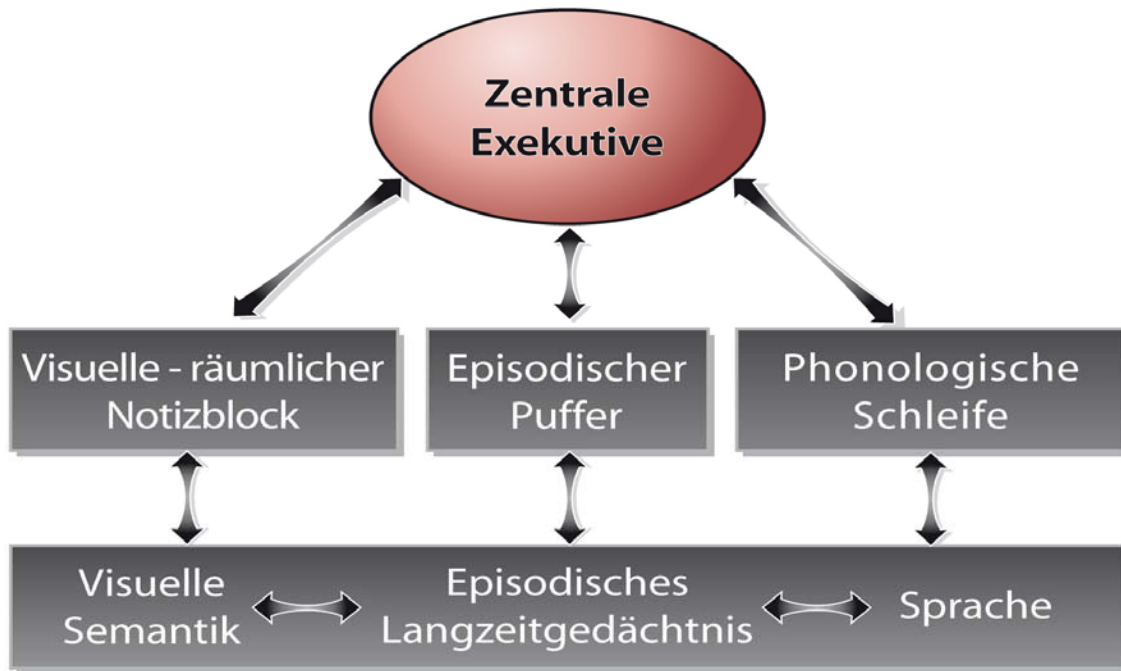 Zentrale
Exekutive
Visuelle - räumlicher
Notizblock
Episodischer
Puffer
Phonologische
Schleife
Visuelle
Semantik
Episodisches
Langzeitgedächtnis
Sprache